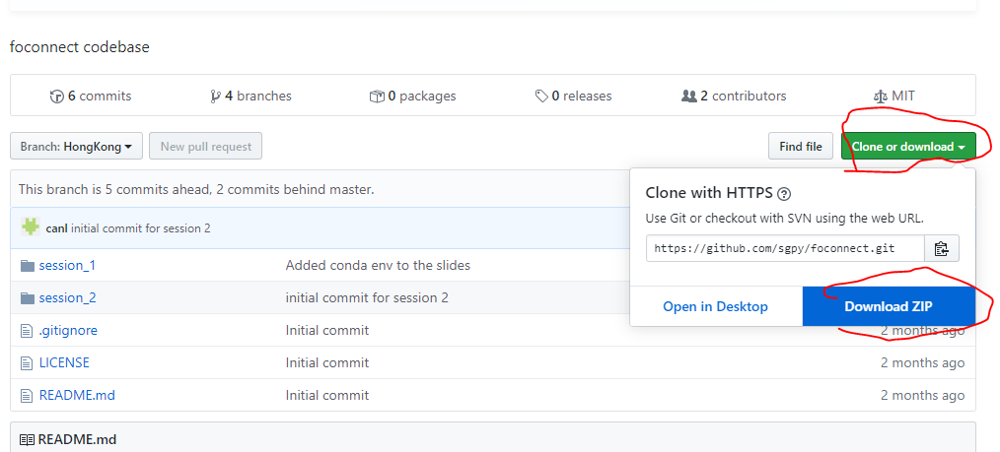 foconnect codebase
6 commits 4 branches 0 packages 0 releases 2 contributors MIT
Branch: HongKong New pull request Find file Clone or download
This branch is 5 commits ahead, 2 commits behind master.
Clone with HTTPS
Use Git or checkout with SVN using the web URL.
canl initial commit for session 2
https://github.com/sgpy/foconnect.git
session_1 Added conda env to the slides
session_2 initial commit for session 2
Open in Desktop Download ZIP
.gitignore Initial commit 2 months ago
LICENSE Initial commit 2 months ago
README.md Initial commit 2 months ago
README.md